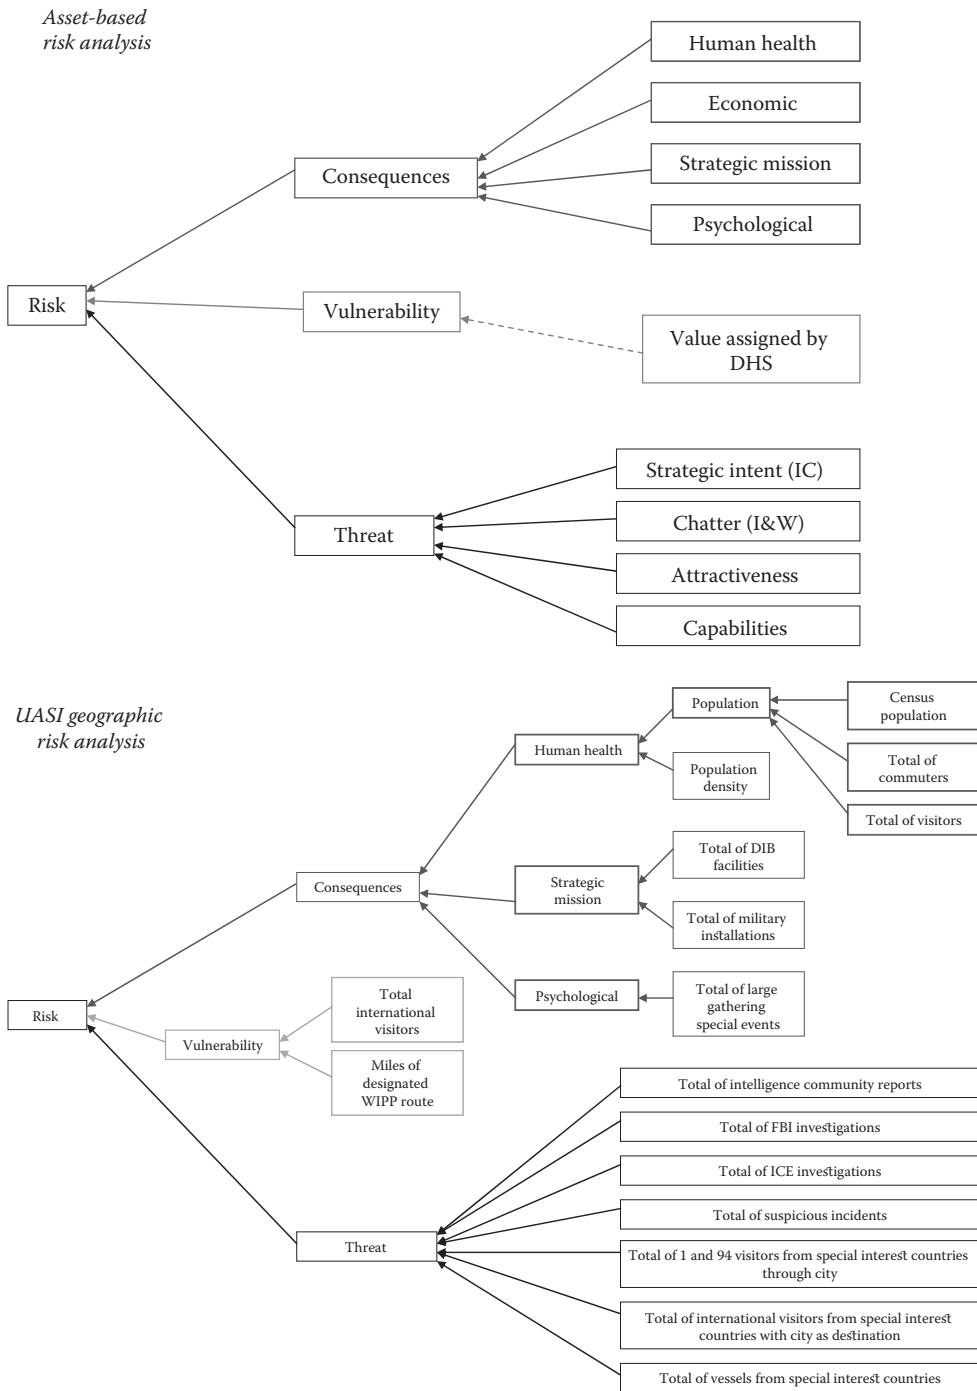 Asset-based
risk analysis
Human health
Economic
Consequences
Strategic mission
Psychological
Risk
Vulnerability
Value assigned by
DHS
Strategic intent (IC)
Chatter (I&W)
Threat
Attractiveness
Capabilities
UASI geographic
risk analysis
Population
Census
population
Human health
Population
density
Total of
commuters
Total of visitors
Total of DIB
facilities
Consequences
Strategic
mission
Total of military
installations
Psychological
Total of large
gathering
special events
Risk
Vulnerability
Total
international
visitors
Miles of
designated
WIPP route
Total of intelligence community reports
Total of FBI investigations
Total of ICE investigations
Total of suspicious incidents
Threat
Total of 1 and 94 visitors from special interest countries
through city
Total of international visitors from special interest
countries with city as destination
Total of vessels from special interest countries